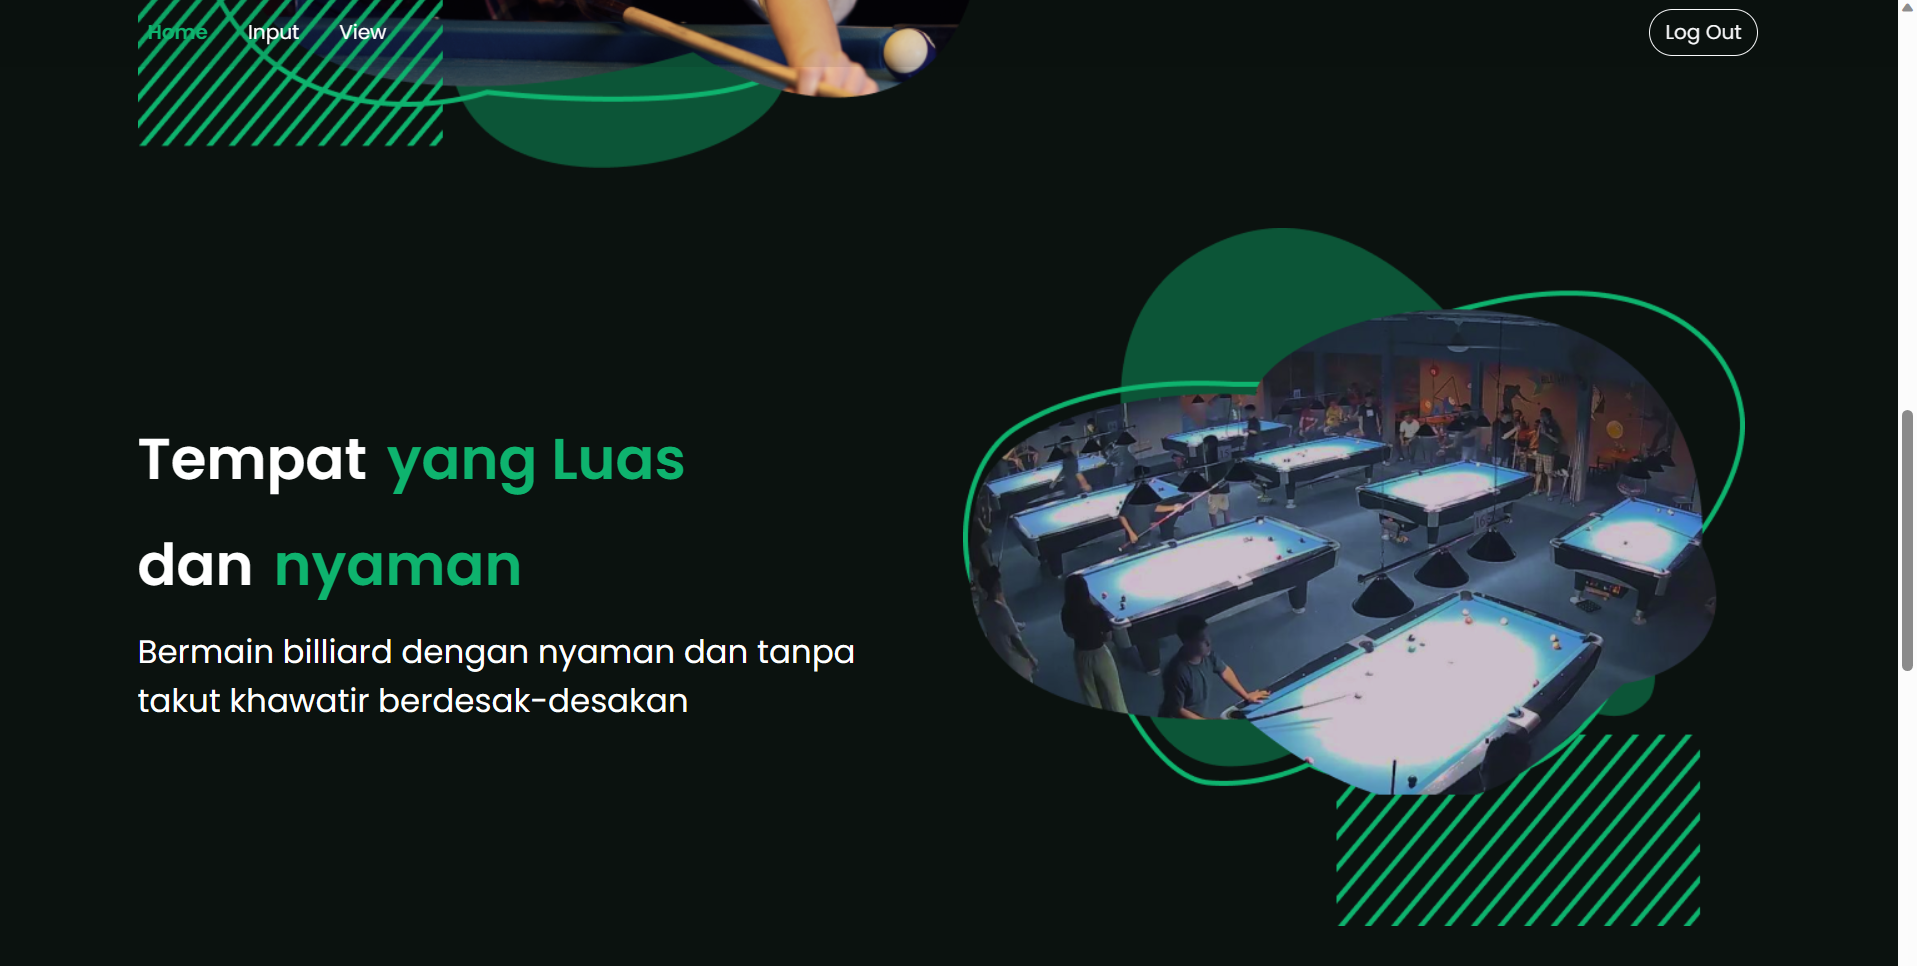 Home Input View Log Out
Tempat yang Luas
dan nyaman
Bermain billiard dengan nyaman dan tanpa
takut khawatir berdesak-desakan